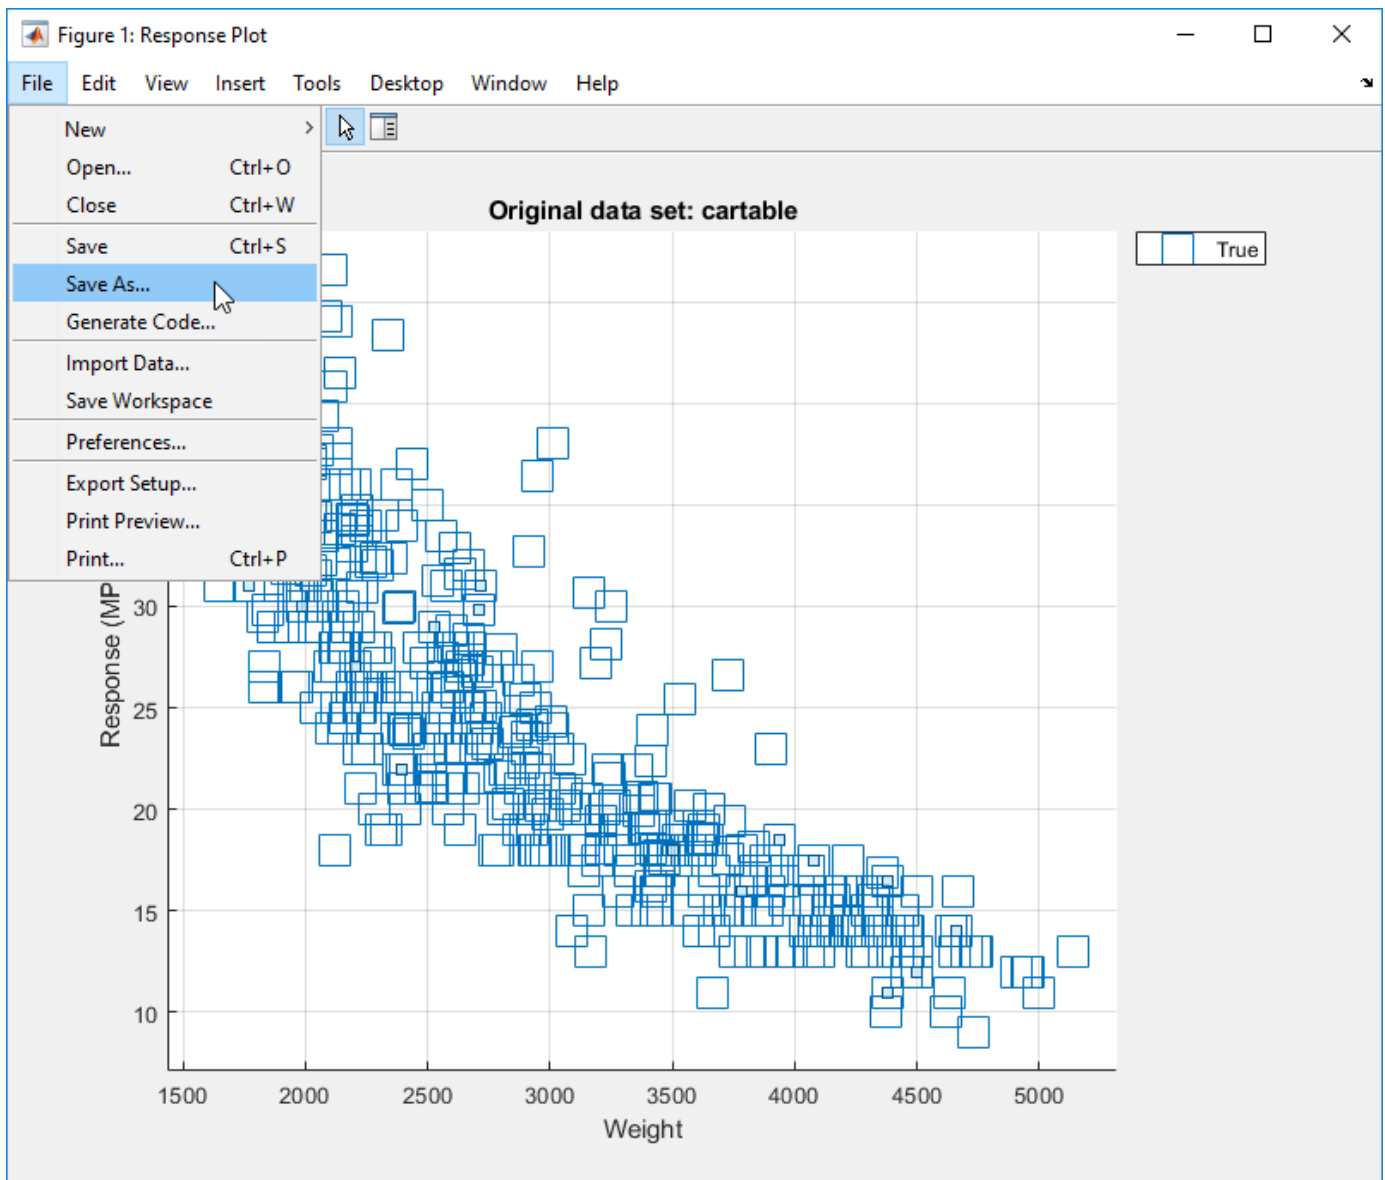 Figure 1: Response Plot
File Edit View Insert Tools Desktop Window Help
New
Open... Ctrl+O
Close Ctrl+W
Save Ctrl+S
Save As...
Generate Code...
Import Data...
Save Workspace
Preferences...
Export Setup...
Print Preview...
Print... Ctrl+P
Original data set: cartable
True
Response (MP
30
25
20
15
10
1500 2000 2500 3000 3500 4000 4500 5000
Weight